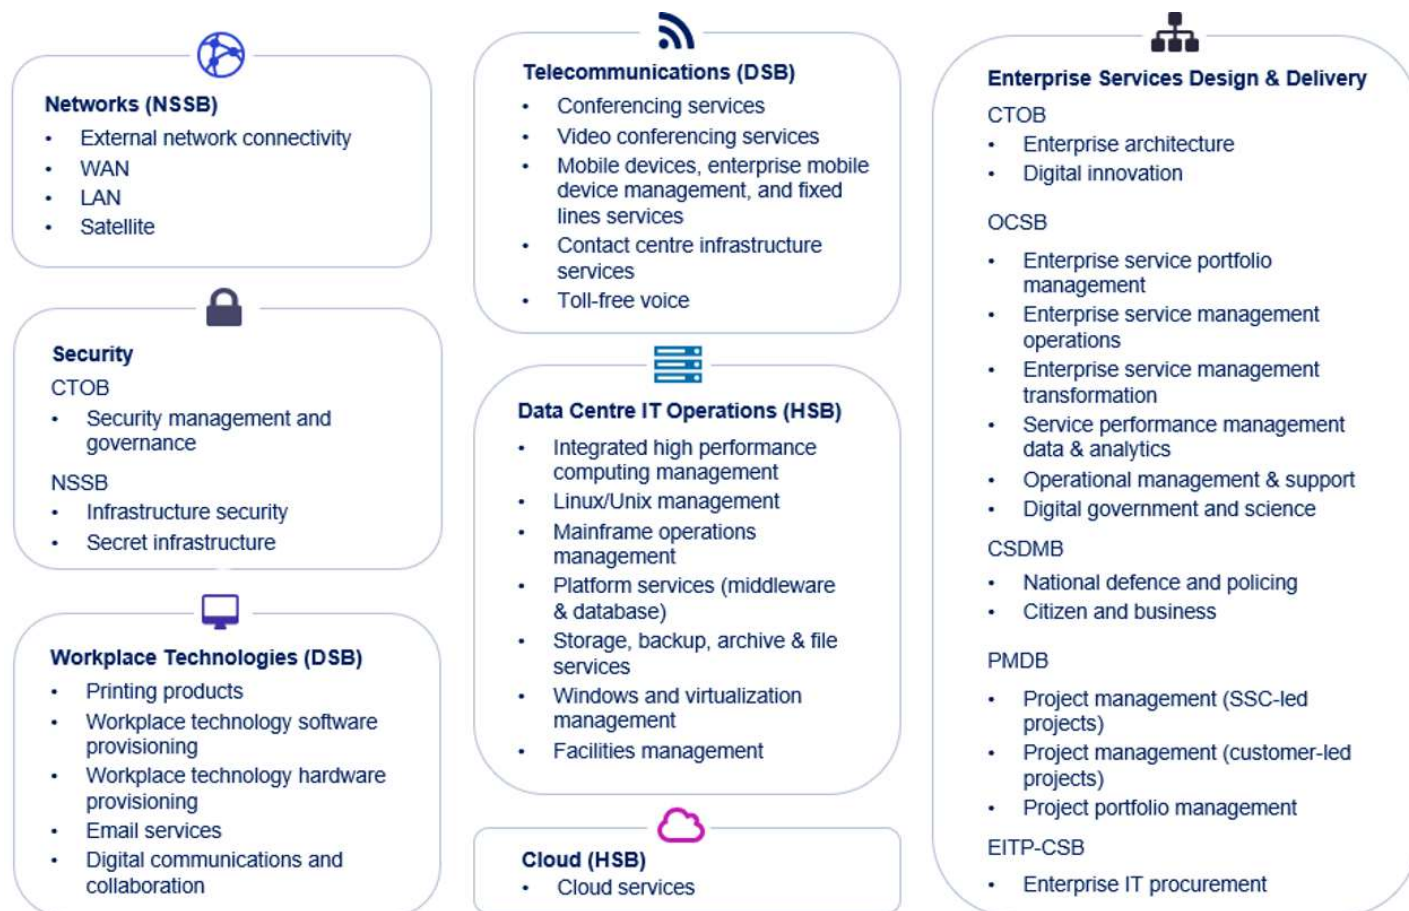 Networks (NSSB)
• External network connectivity
• WAN
• LAN
• Satellite
Security
CTOB
• Security management and
governance
NSSB
• Infrastructure security
• Secret infrastructure
Workplace Technologies (DSB)
• Printing products
• Workplace technology software
provisioning
• Workplace technology hardware
provisioning
• Email services
• Digital communications and
collaboration
Telecommunications (DSB)
• Conferencing services
• Video conferencing services
• Mobile devices, enterprise mobile
device management, and fixed
lines services
• Contact centre infrastructure
services
• Toll-free voice
Data Centre IT Operations (HSB)
• Integrated high performance
computing management
• Linux/Unix management
• Mainframe operations
management
• Platform services (middleware
& database)
• Storage, backup, archive & file
services
• Windows and virtualization
management
• Facilities management
Cloud (HSB)
• Cloud services
Enterprise Services Design & Delivery
CTOB
• Enterprise architecture
• Digital innovation
OCSB
• Enterprise service portfolio
management
• Enterprise service management
operations
• Enterprise service management
transformation
• Service performance management
data & analytics
• Operational management & support
• Digital government and science
CSDMB
• National defence and policing
• Citizen and business
PMDB
• Project management (SSC-led
projects)
• Project management (customer-led
projects)
• Project portfolio management
EITP-CSB
• Enterprise IT procurement